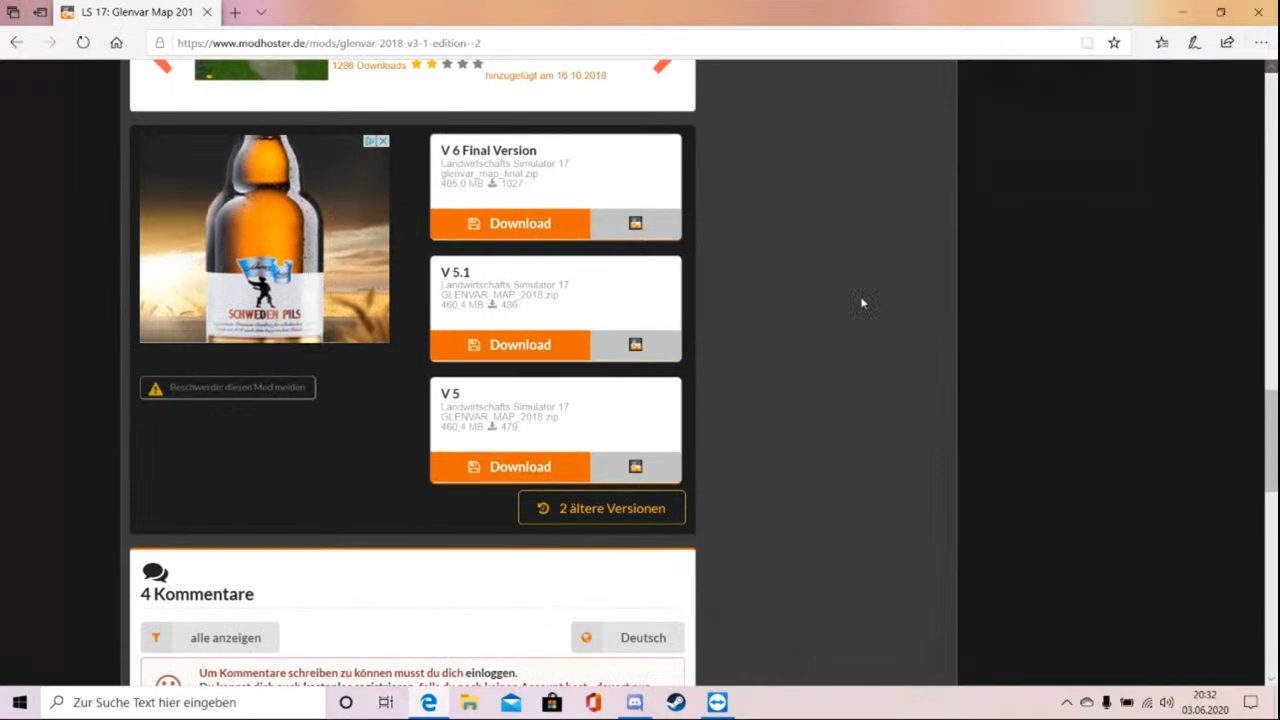 LS 17: Glenvar Map 201
https://www.modhoster.de/mods/glenvar-2018-v3-1-edition--2
1286 Downloads
hinzugefügt am 16.10.2018
SCHWEDEN PILS
V 6 Final Version
Landwirtschafts Simulator 17
glenvar_map_final.zip
405,0 MB 1027
Download
V 5.1
Landwirtschafts Simulator 17
GLENVAR_MAP_2018.zip
460,4 MB 486
Download
V 5
Landwirtschafts Simulator 17
GLENVAR_MAP_2018.zip
460,4 MB 479
Download
Beschwerde: diesen Mod melden
2 ältere Versionen
4 Kommentare
alle anzeigen
Deutsch
Um Kommentare schreiben zu können musst du dich einloggen.
Zur Suche Text hier eingeben
20:32
03.06.2020